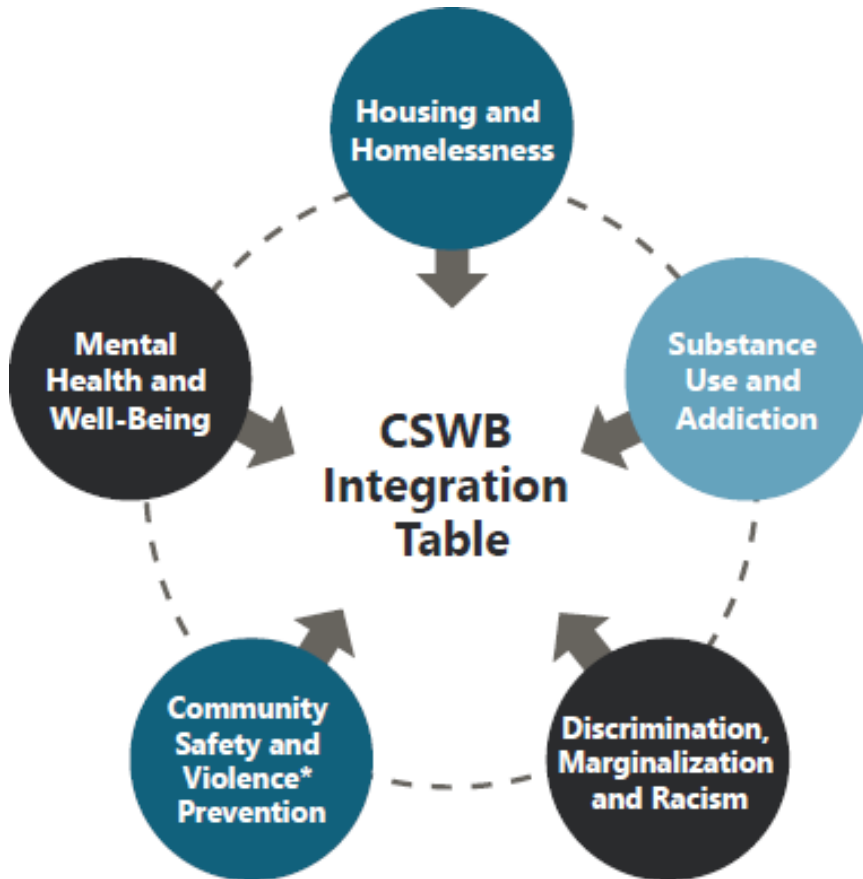 Housing and
Homelessness
Substance
Use and
Addiction
Discrimination,
Marginalization
and Racism
Community
Safety and
Violence*
Prevention
Mental
Health and
Well-Being
CSWB
Integration
Table